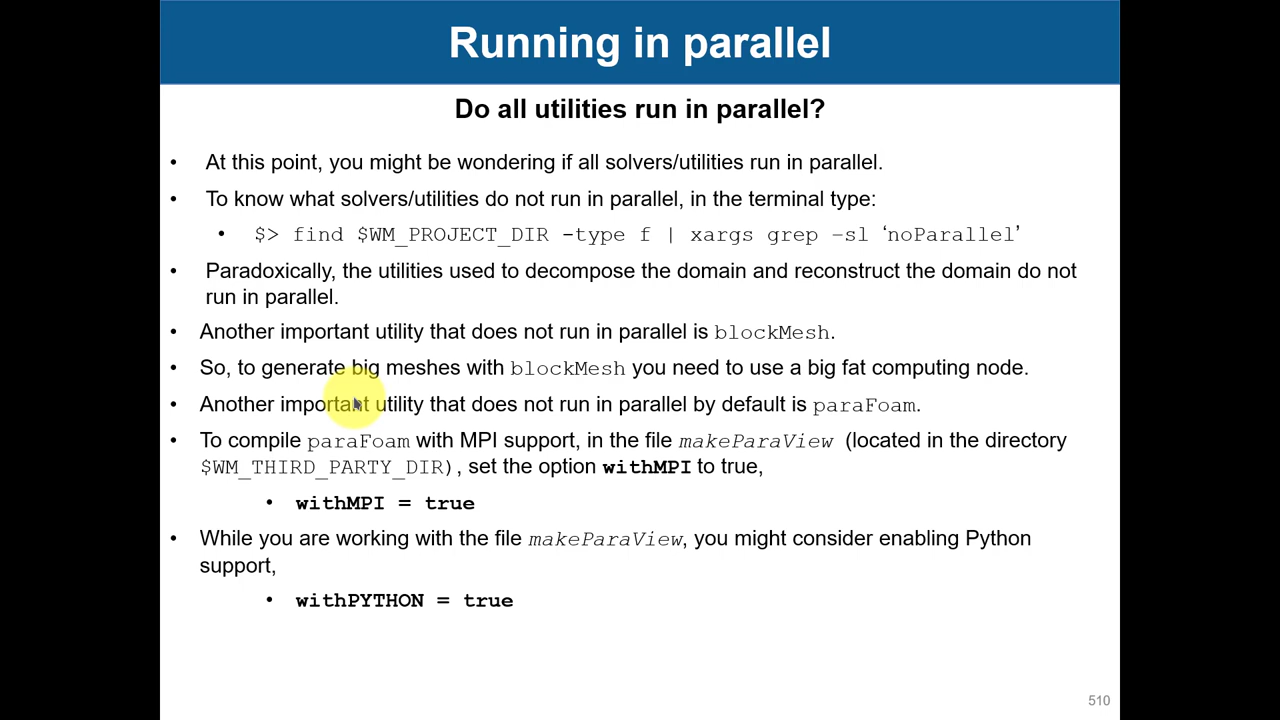 Running in parallel
Do all utilities run in parallel?
• At this point, you might be wondering if all solvers/utilities run in parallel.
• To know what solvers/utilities do not run in parallel, in the terminal type:
• $> find $WM_PROJECT_DIR -type f | xargs grep –sl ‘noParallel’
• Paradoxically, the utilities used to decompose the domain and reconstruct the domain do not
run in parallel.
• Another important utility that does not run in parallel is blockMesh.
• So, to generate big meshes with blockMesh you need to use a big fat computing node.
• Another important utility that does not run in parallel by default is paraFoam.
• To compile paraFoam with MPI support, in the file makeParaView (located in the directory
$WM_THIRD_PARTY_DIR), set the option withMPI to true,
• withMPI = true
• While you are working with the file makeParaView, you might consider enabling Python
support,
• withPYTHON = true
510